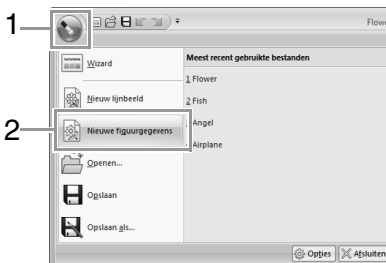 1
Flowe
Wizard
Nieuw lijnbeeld
2
Nieuwe figuurgegevens
Openen...
Opslaan
Opslaan als...
Meest recent gebruikte bestanden
1 Flower
2 Fish
Angel
Airplane
Opties
Afsluiten